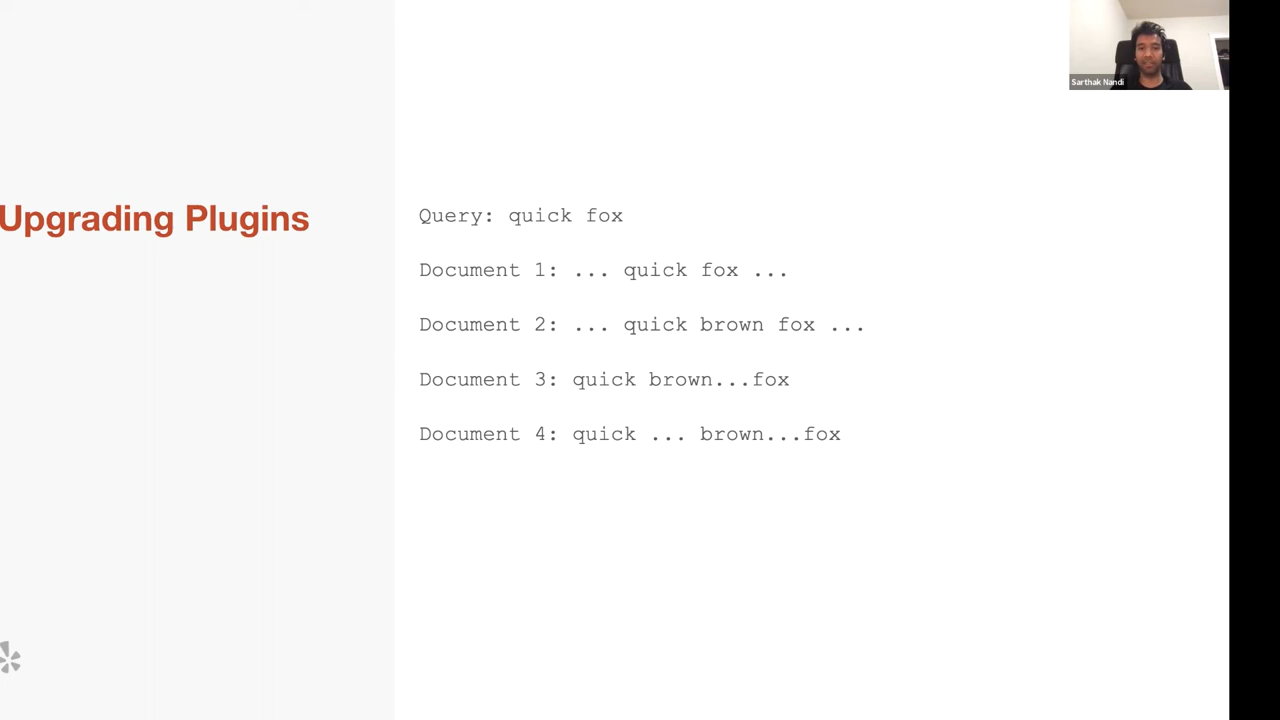 Sarthak Nandi
Upgrading Plugins
Query: quick fox
Document 1: ... quick fox ...
Document 2: ... quick brown fox ...
Document 3: quick brown...fox
Document 4: quick ... brown...fox